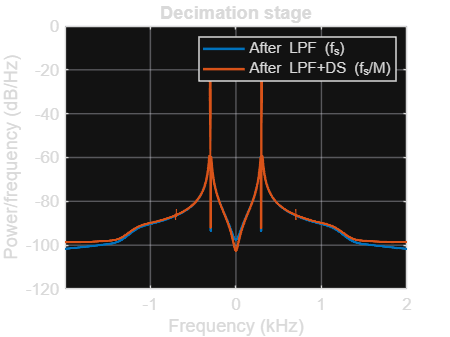 Decimation stage
After LPF (fₛ)
After LPF+DS (fₛ/M)
Power/frequency (dB/Hz)
0
-20
-40
-60
-80
-100
-120
-1
0
1
2
Frequency (kHz)